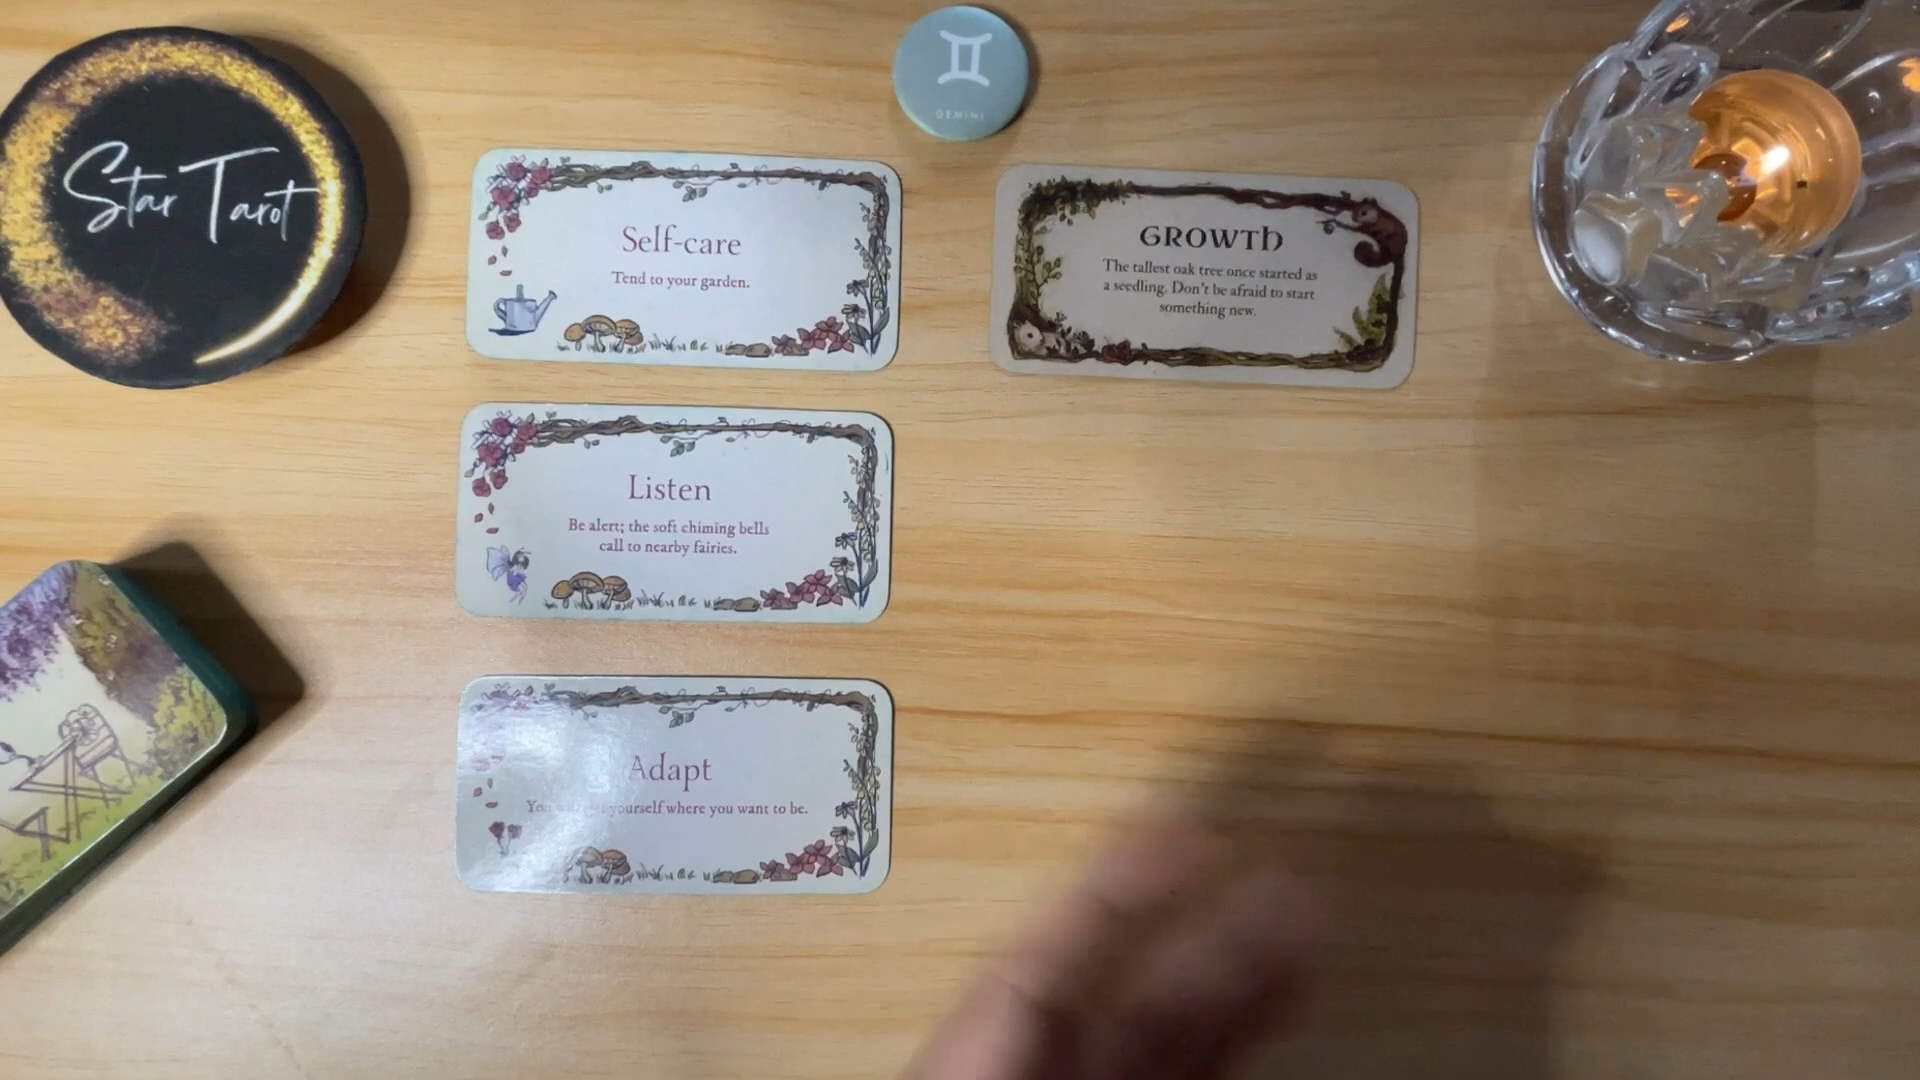 Star Tarot
GEMINI
Self-care
Tend to your garden.
GROWTH
The tallest oak tree once started as
a seedling. Don't be afraid to start
something new.
Listen
Be alert; the soft chiming bells
call to nearby fairies.
Adapt
yourself where you want to be.